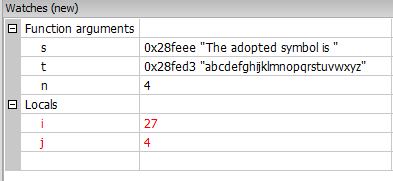 Watches (new)
Function arguments
s 0x28feee "The adopted symbol is "
t 0x28fed3 "abcdefghijklmnopqrstuvwxyz"
n 4
Locals
i 27
j 4